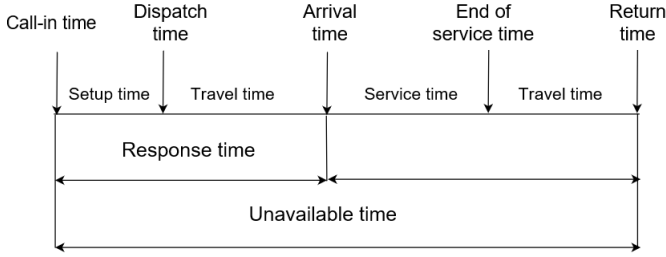 Call-in time
Dispatch
time
Arrival
time
End of
service time
Return
time
Setup time
Travel time
Service time
Travel time
Response time
Unavailable time